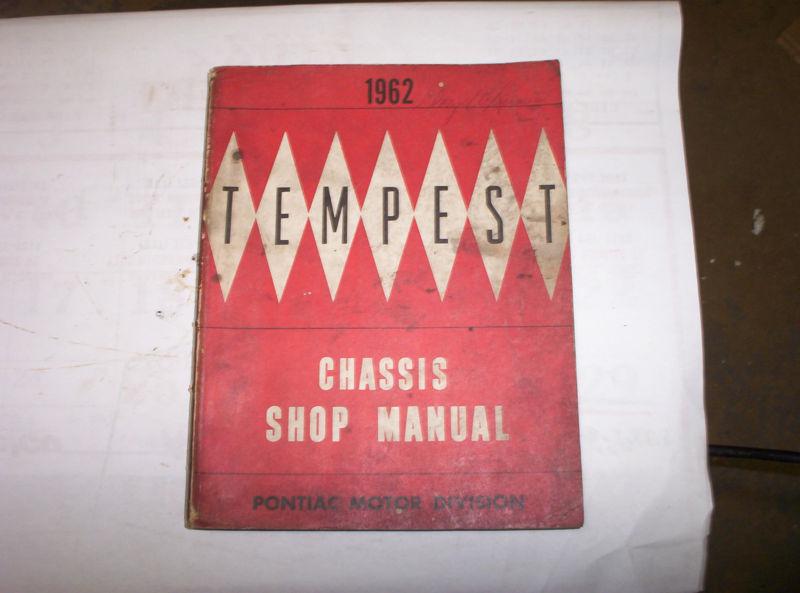 1962
TEMPEST
CHASSIS
SHOP MANUAL
PONTIAC MOTOR DIVISION